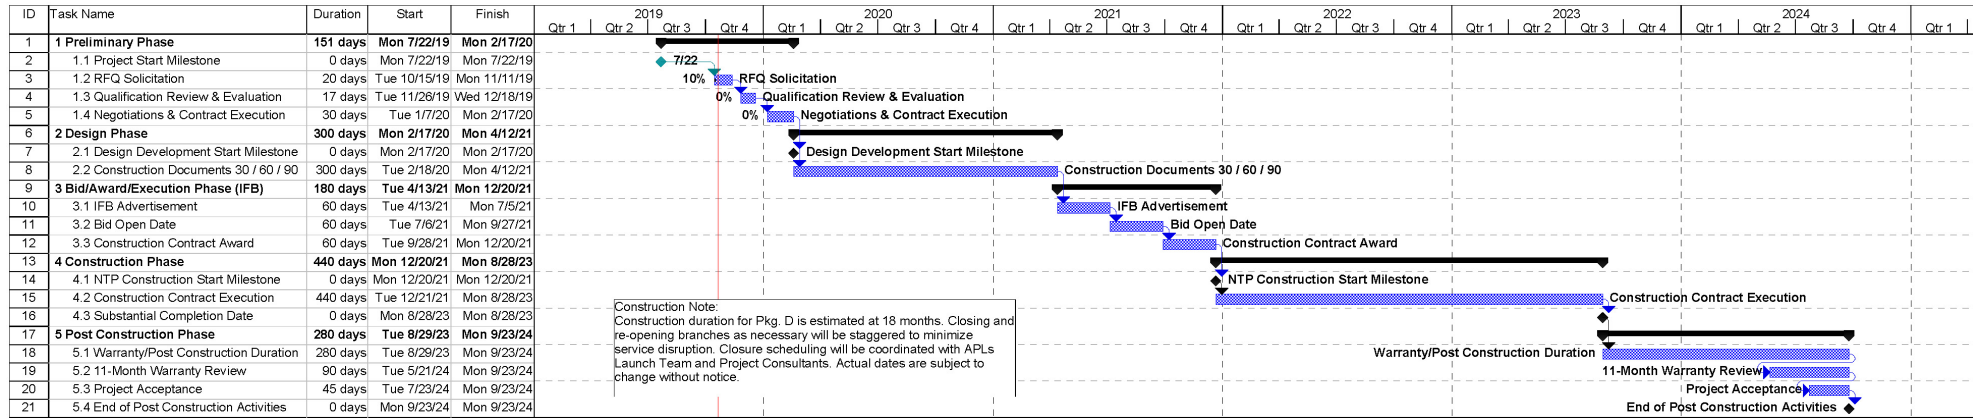 ID Task Name Duration Start Finish 2019 2020 2021 2022 2023 2024
Qtr 1 Qtr 2 Qtr 3 Qtr 4 Qtr 1 Qtr 2 Qtr 3 Qtr 4 Qtr 1 Qtr 2 Qtr 3 Qtr 4 Qtr 1 Qtr 2 Qtr 3 Qtr 4 Qtr 1 Qtr 2 Qtr 3 Qtr 4 Qtr 1 Qtr 2 Qtr 3 Qtr 4 Qtr 1
1 1 Preliminary Phase 151 days Mon 7/22/19 Mon 2/17/20
2 1.1 Project Start Milestone 0 days Mon 7/22/19 Mon 7/22/19 7/22
3 1.2 RFQ Solicitation 20 days Tue 10/15/19 Mon 11/11/19 10% RFQ Solicitation
4 1.3 Qualification Review & Evaluation 17 days Tue 11/26/19 Wed 12/18/19 0% Qualification Review & Evaluation
5 1.4 Negotiations & Contract Execution 30 days Tue 1/7/20 Mon 2/17/20 0% Negotiations & Contract Execution
6 2 Design Phase 300 days Mon 2/17/20 Mon 4/12/21
7 2.1 Design Development Start Milestone 0 days Mon 2/17/20 Mon 2/17/20 Design Development Start Milestone
8 2.2 Construction Documents 30 / 60 / 90 300 days Tue 2/18/20 Mon 4/12/21 Construction Documents 30 / 60 / 90
9 3 Bid/Award/Execution Phase (IFB) 180 days Tue 4/13/21 Mon 12/20/21
10 3.1 IFB Advertisement 60 days Tue 4/13/21 Mon 7/5/21 IFB Advertisement
11 3.2 Bid Open Date 60 days Tue 7/6/21 Mon 9/27/21 Bid Open Date
12 3.3 Construction Contract Award 60 days Tue 9/28/21 Mon 12/20/21 Construction Contract Award
13 4 Construction Phase 440 days Mon 12/20/21 Mon 8/28/23
14 4.1 NTP Construction Start Milestone 0 days Mon 12/20/21 Mon 12/20/21 NTP Construction Start Milestone
15 4.2 Construction Contract Execution 440 days Tue 12/21/21 Mon 8/28/23 Construction Contract Execution
16 4.3 Substantial Completion Date 0 days Mon 8/28/23 Mon 8/28/23
17 5 Post Construction Phase 280 days Tue 8/29/23 Mon 9/23/24
18 5.1 Warranty/Post Construction Duration 280 days Tue 8/29/23 Mon 9/23/24 Warranty/Post Construction Duration
19 5.2 11-Month Warranty Review 90 days Tue 5/21/24 Mon 9/23/24 11-Month Warranty Review
20 5.3 Project Acceptance 45 days Tue 7/23/24 Mon 9/23/24 Project Acceptance
21 5.4 End of Post Construction Activities 0 days Mon 9/23/24 Mon 9/23/24 End of Post Construction Activities
Construction Note:
Construction duration for Pkg. D is estimated at 18 months. Closing and
re-opening branches as necessary will be staggered to minimize
service disruption. Closure scheduling will be coordinated with APLs
Launch Team and Project Consultants. Actual dates are subject to
change without notice.